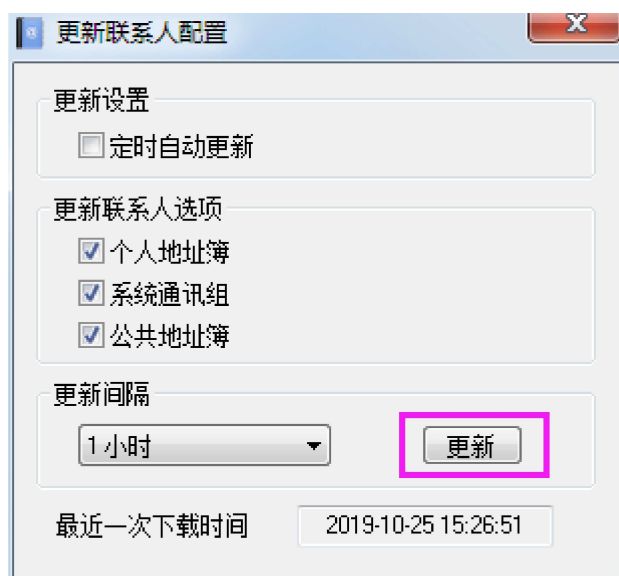 更新联系人配置
更新设置
定时自动更新
更新联系人选项
个人地址簿
系统通讯组
公共地址簿
更新间隔
1小时 更新
最近一次下载时间 2019-10-25 15:26:51